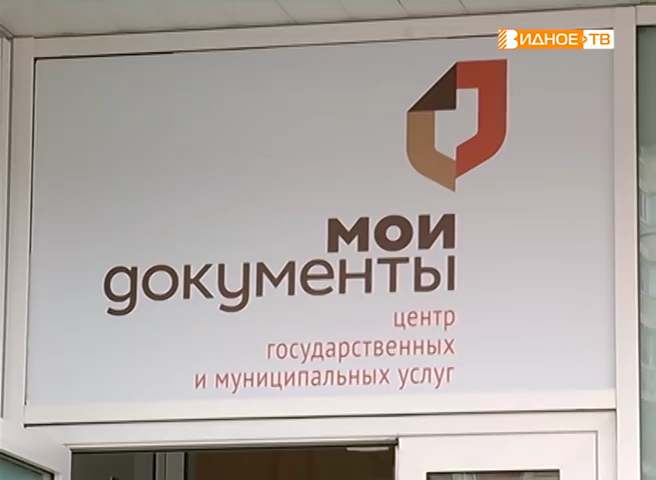 ВИДНОЕ ТВ
мои
документы
центр
государственных
и муниципальных услуг